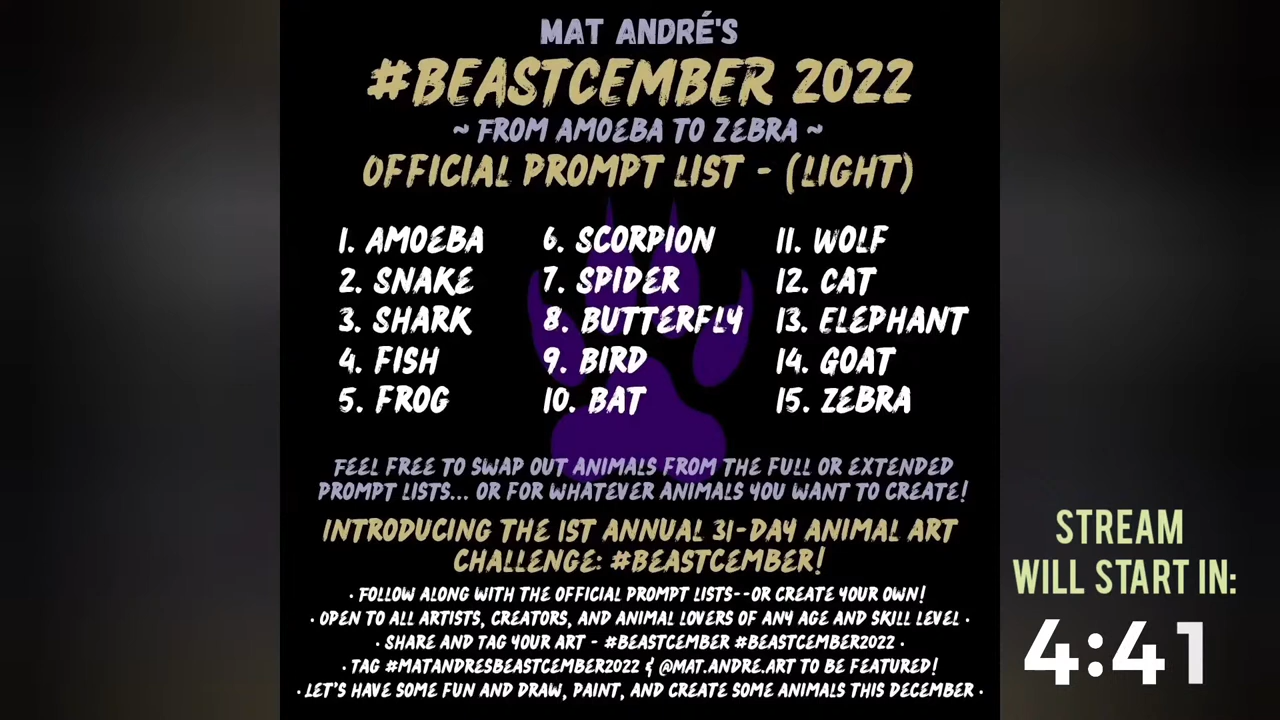 MAT ANDRÉ'S
#BEASTCEMBER 2022
~ FROM AMOEBA TO ZEBRA ~
OFFICIAL PROMPT LIST - (LIGHT)
1. AMOEBA
2. SNAKE
3. SHARK
4. FISH
5. FROG
6. SCORPION
7. SPIDER
8. BUTTERFLY
9. BIRD
10. BAT
11. WOLF
12. CAT
13. ELEPHANT
14. GOAT
15. ZEBRA
FEEL FREE TO SWAP OUT ANIMALS FROM THE FULL OR EXTENDED
PROMPT LISTS... OR FOR WHATEVER ANIMALS YOU WANT TO CREATE!
INTRODUCING THE 1ST ANNUAL 31-DAY ANIMAL ART
CHALLENGE: #BEASTCEMBER!
· FOLLOW ALONG WITH THE OFFICIAL PROMPT LISTS--OR CREATE YOUR OWN!
· OPEN TO ALL ARTISTS, CREATORS, AND ANIMAL LOVERS OF ANY AGE AND SKILL LEVEL ·
· SHARE AND TAG YOUR ART - #BEASTCEMBER #BEASTCEMBER2022 ·
· TAG #MATANDRESBEASTCEMBER2022 & @MAT.ANDRE.ART TO BE FEATURED!
· LET'S HAVE SOME FUN AND DRAW, PAINT, AND CREATE SOME ANIMALS THIS DECEMBER ·
STREAM
WILL START IN:
4:41